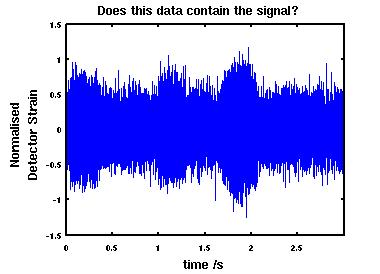 Does this data contain the signal?
1.5
1
0.5
0
-0.5
-1
-1.5
Normalised
Detector Strain
0 0.5 1 1.5 2 2.5
time /s